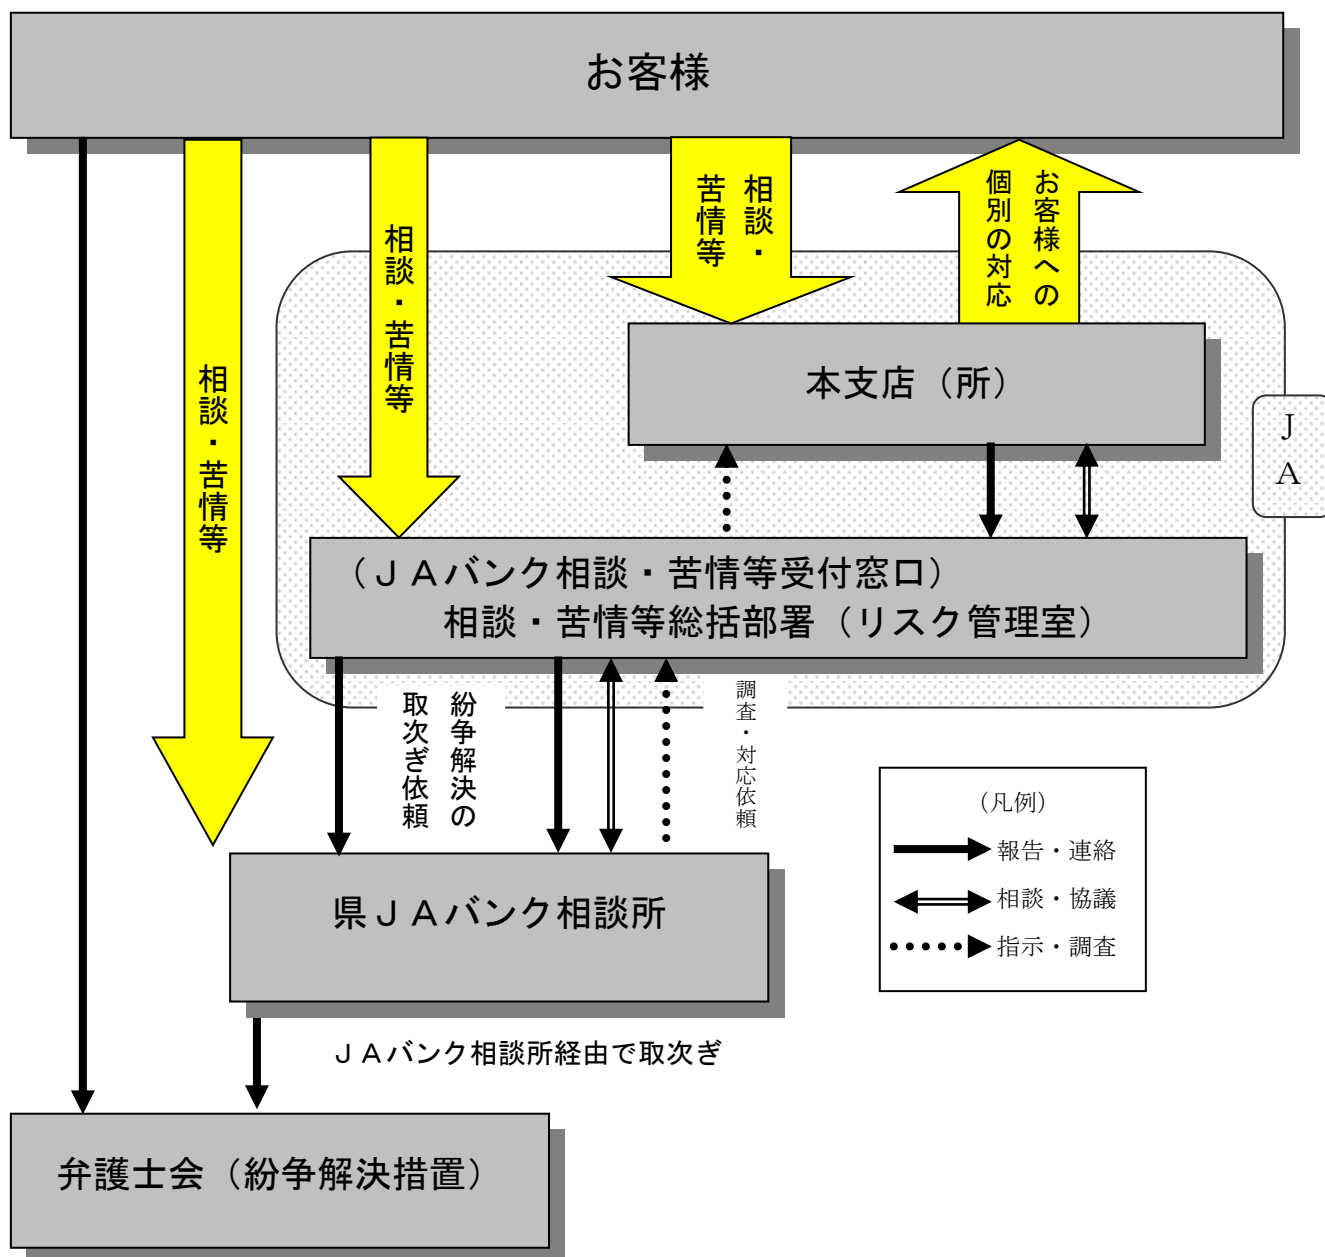 お客様
相談・苦情等
相談・苦情等
相談・
苦情等
お客様への
個別の対応
本支店（所）
ＪＡ
（ＪＡバンク相談・苦情等受付窓口）
相談・苦情等総括部署（リスク管理室）
紛争解決の
取次ぎ依頼
調査・対応依頼
（凡例）
報告・連絡
相談・協議
指示・調査
県ＪＡバンク相談所
ＪＡバンク相談所経由で取次ぎ
弁護士会（紛争解決措置）